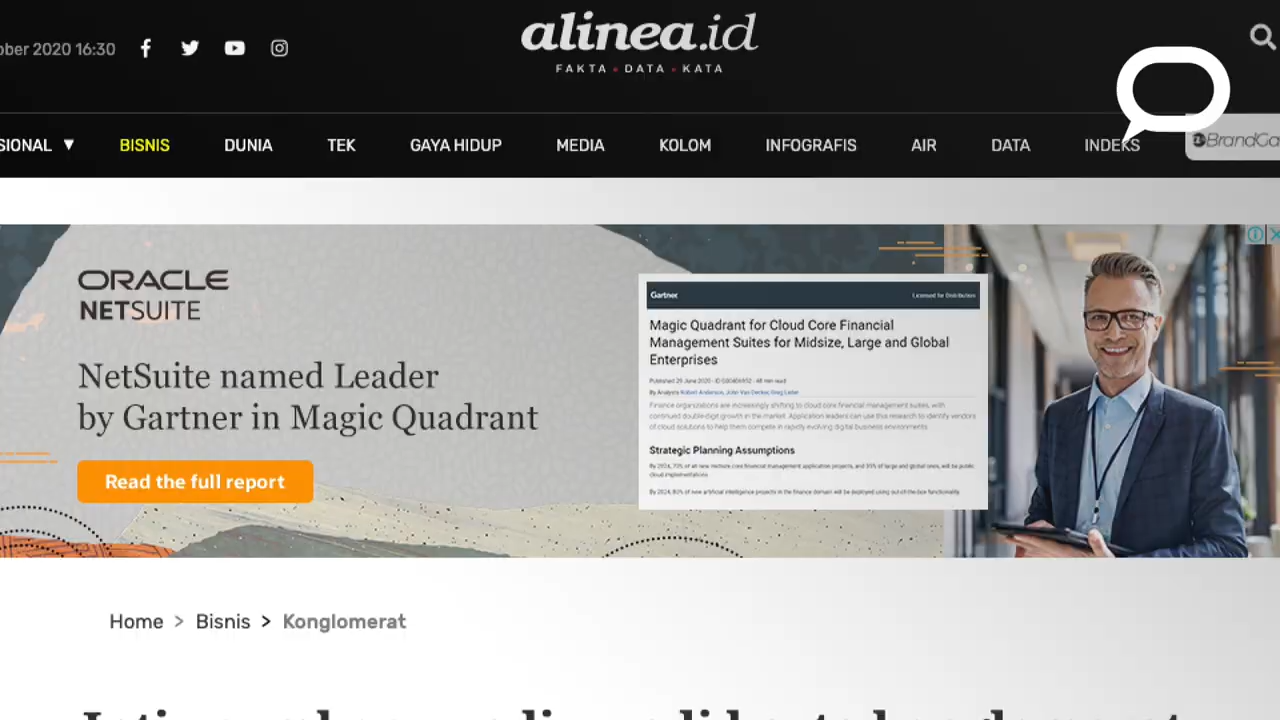 ober 2020 16:30
alinea.id
FAKTA • DATA • KATA
SIONAL ▼ BISNIS DUNIA TEK GAYA HIDUP MEDIA KOLOM INFOGRAFIS AIR DATA INDEKS BrandCa
ORACLE
NETSUITE
NetSuite named Leader
by Gartner in Magic Quadrant
Read the full report
Gartner Licensed for Distribution
Magic Quadrant for Cloud Core Financial
Management Suites for Midsize, Large and Global
Enterprises
Published 29 June 2020 - ID
By Analysts Robert Anderson, John Van Decker, Greg Leiter
Finance organizations are increasingly shifting to cloud core financial management suites, with
continued double-digit growth in the market. Application leaders can use this research to identify vendors
of cloud solutions to help them compete in rapidly evolving digital business environments.
Strategic Planning Assumptions
By 2024, 70% of all new midsize core financial management application projects, and 35% of large and global ones, will be public
cloud implementations.
By 2024, 80% of new artificial intelligence projects in the finance domain will be deployed using out-of-the-box functionality.
Home > Bisnis > Konglomerat